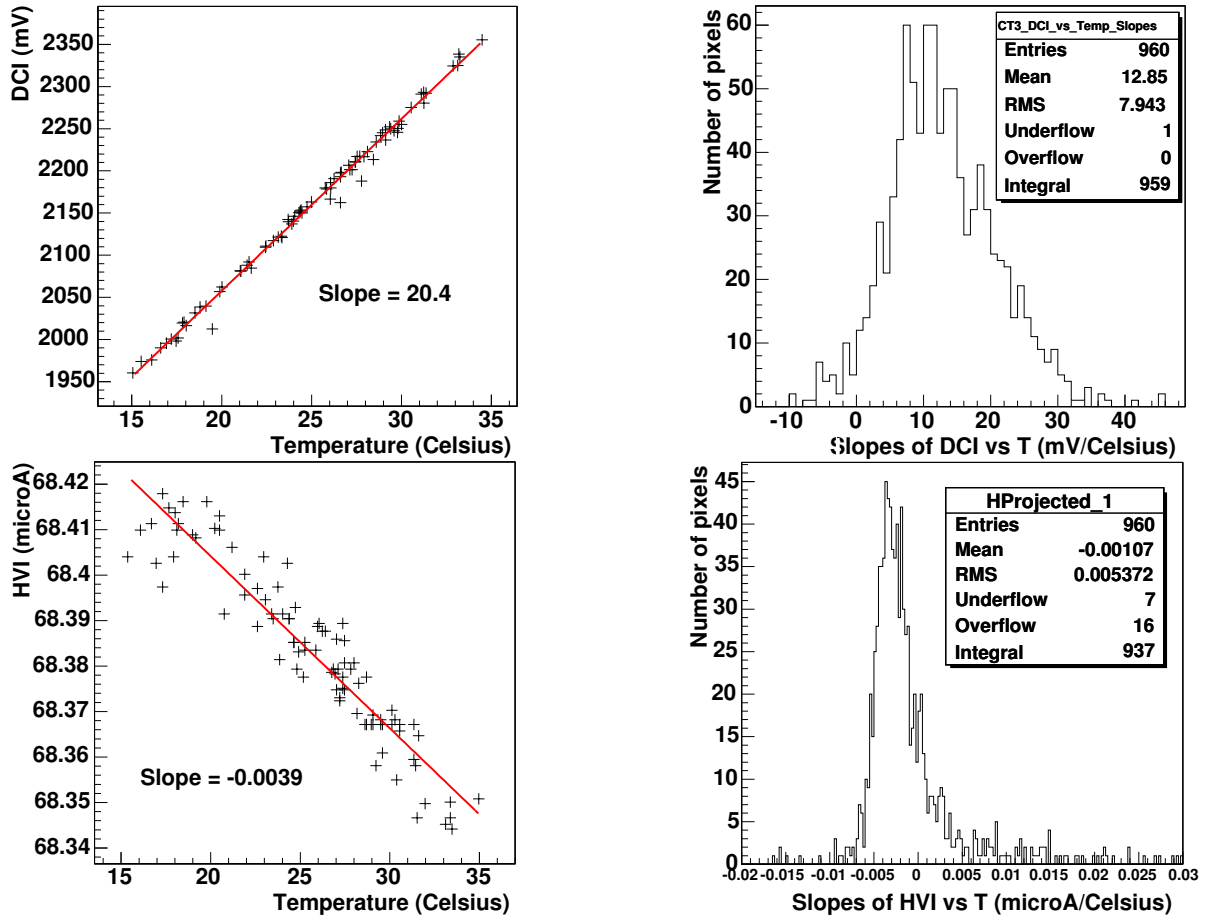 DCI (mV)
2350
2300
2250
2200
2150
2100
2050
2000
1950
Slope = 20.4
15 20 25 30 35
Temperature (Celsius)
Number of pixels
60
50
40
30
20
10
0
CT3_DCI_vs_Temp_Slopes
Entries 960
Mean 12.85
RMS 7.943
Underflow 1
Overflow 0
Integral 959
-10 0 10 20 30 40
Slopes of DCI vs T (mV/Celsius)
HVI (microA)
68.42
68.41
68.4
68.39
68.38
68.37
68.36
68.35
68.34
Slope = -0.0039
15 20 25 30 35
Temperature (Celsius)
Number of pixels
45
40
35
30
25
20
15
10
5
0
HProjected_1
Entries 960
Mean -0.00107
RMS 0.005372
Underflow 7
Overflow 16
Integral 937
-0.02 -0.015 -0.01 -0.005 0 0.005 0.01 0.015 0.02 0.025 0.03
Slopes of HVI vs T (microA/Celsius)